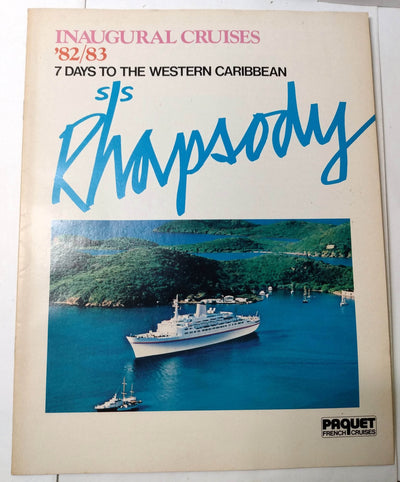 INAUGURAL CRUISES
'82/83
7 DAYS TO THE WESTERN CARIBBEAN
s/s
Rhapsody
PAQUET
FRENCH CRUISES